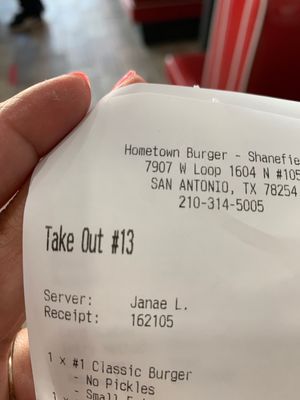 Hometown Burger - Shanefie
7907 W Loop 1604 N #105
SAN ANTONIO, TX 78254
210-314-5005
Take Out #13
Server: Janae L.
Receipt: 162105
1 x #1 Classic Burger
- No Pickles
- Small